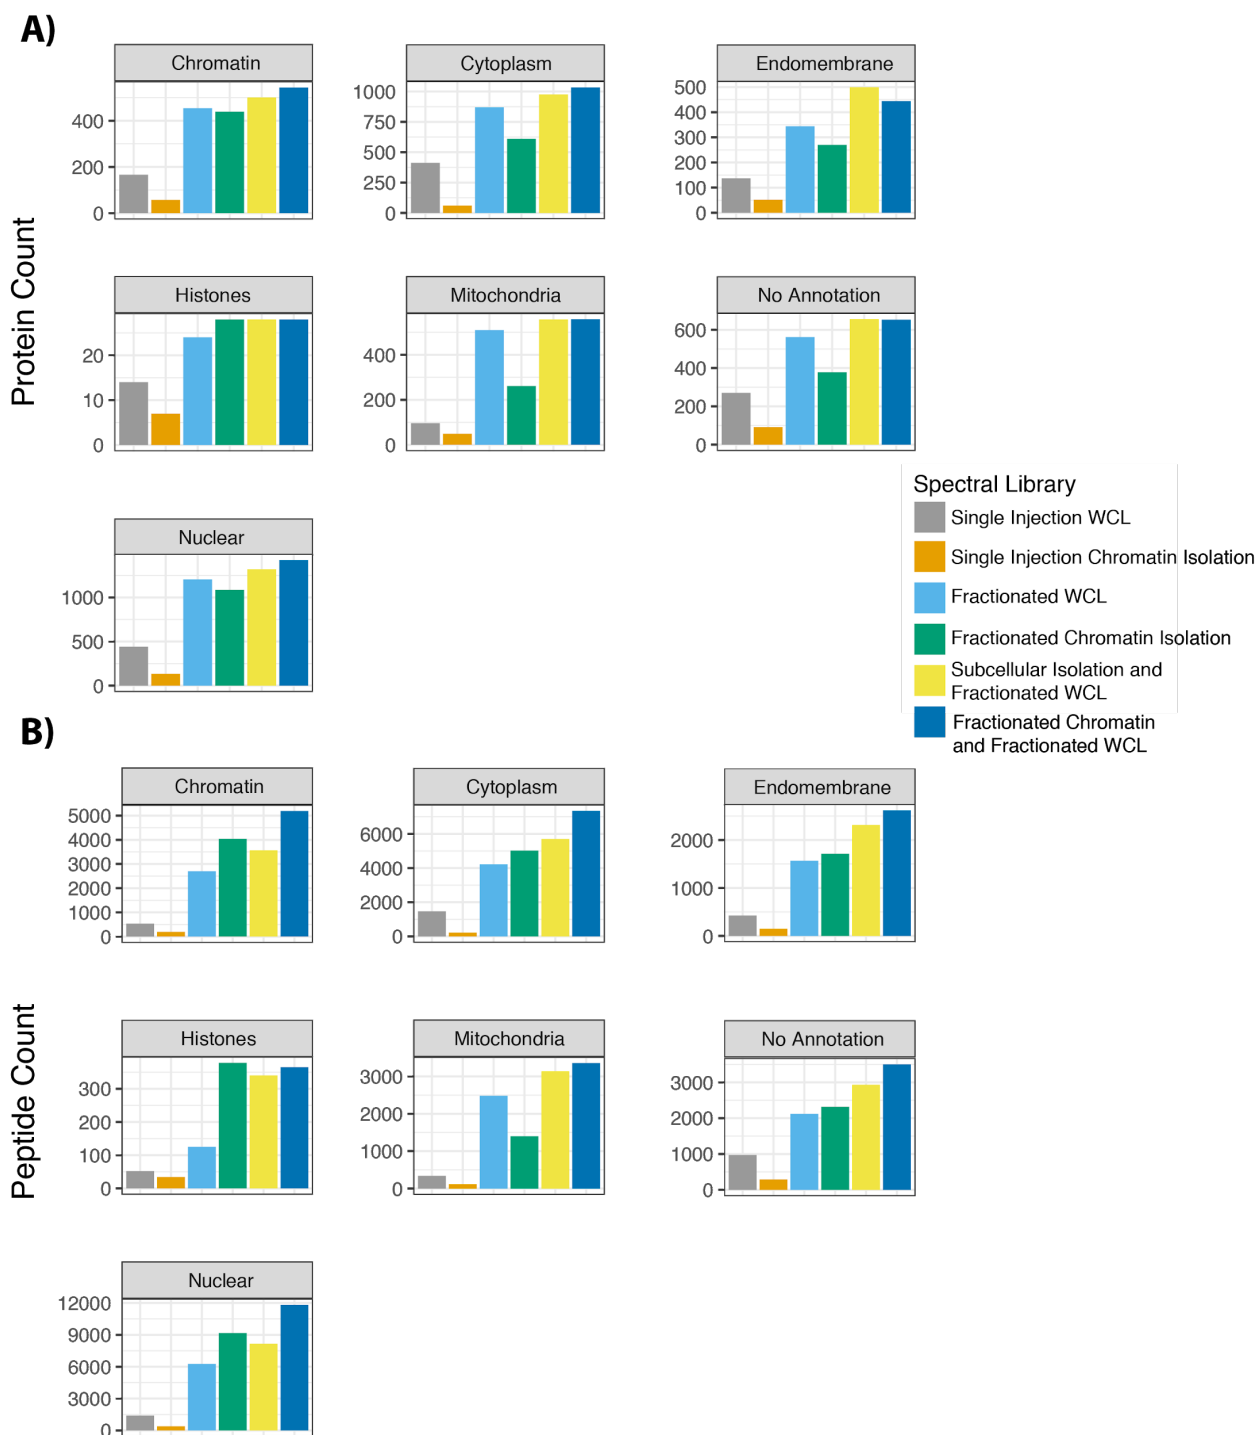 A)
Chromatin
Cytoplasm
Endomembrane
400
200
0
1000
750
500
250
0
500
400
300
200
100
0
Protein Count
Histones
Mitochondria
No Annotation
20
10
0
400
200
0
600
400
200
0
Nuclear
1000
500
0
Spectral Library
Single Injection WCL
Single Injection Chromatin Isolation
Fractionated WCL
Fractionated Chromatin Isolation
Subcellular Isolation and
Fractionated WCL
Fractionated Chromatin
and Fractionated WCL
B)
Chromatin
Cytoplasm
Endomembrane
5000
4000
3000
2000
1000
0
6000
4000
2000
0
2000
1000
0
Peptide Count
Histones
Mitochondria
No Annotation
300
200
100
0
3000
2000
1000
0
3000
2000
1000
0
Nuclear
12000
9000
6000
3000
0